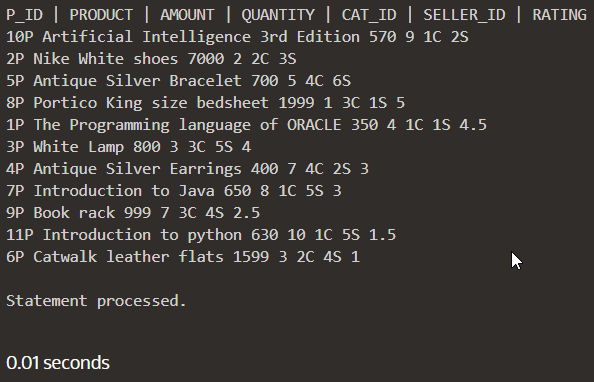 P_ID | PRODUCT | AMOUNT | QUANTITY | CAT_ID | SELLER_ID | RATING
10P Artificial Intelligence 3rd Edition 570 9 1C 2S
2P Nike White shoes 7000 2 2C 3S
5P Antique Silver Bracelet 700 5 4C 6S
8P Portico King size bedsheet 1999 1 3C 1S 5
1P The Programming language of ORACLE 350 4 1C 1S 4.5
3P White Lamp 800 3 3C 5S 4
4P Antique Silver Earrings 400 7 4C 2S 3
7P Introduction to Java 650 8 1C 5S 3
9P Book rack 999 7 3C 4S 2.5
11P Introduction to python 630 10 1C 5S 1.5
6P Catwalk leather flats 1599 3 2C 4S 1
Statement processed.
0.01 seconds